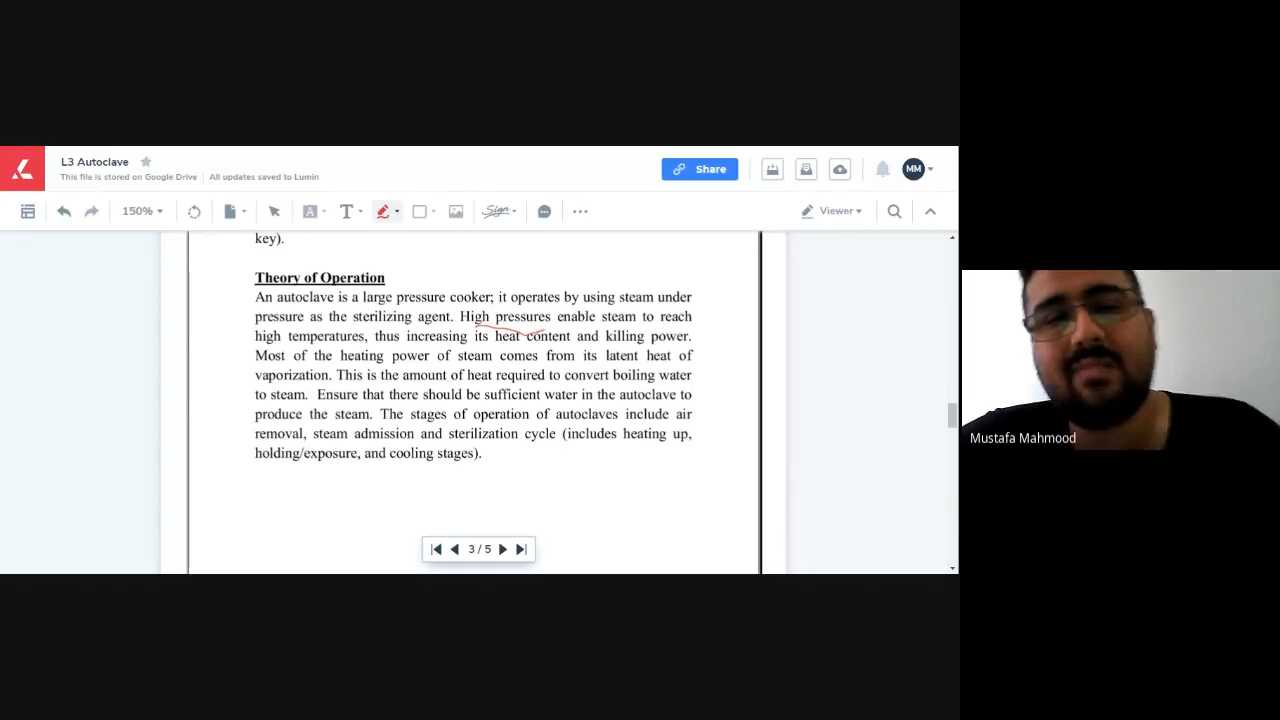 L3 Autoclave
This file is stored on Google Drive All updates saved to Lumin
Share
MM
150%
T
A
Sign
Viewer
key).
Theory of Operation
An autoclave is a large pressure cooker; it operates by using steam under
pressure as the sterilizing agent. High pressures enable steam to reach
high temperatures, thus increasing its heat content and killing power.
Most of the heating power of steam comes from its latent heat of
vaporization. This is the amount of heat required to convert boiling water
to steam. Ensure that there should be sufficient water in the autoclave to
produce the steam. The stages of operation of autoclaves include air
removal, steam admission and sterilization cycle (includes heating up,
holding/exposure, and cooling stages).
3 / 5
Mustafa Mahmood